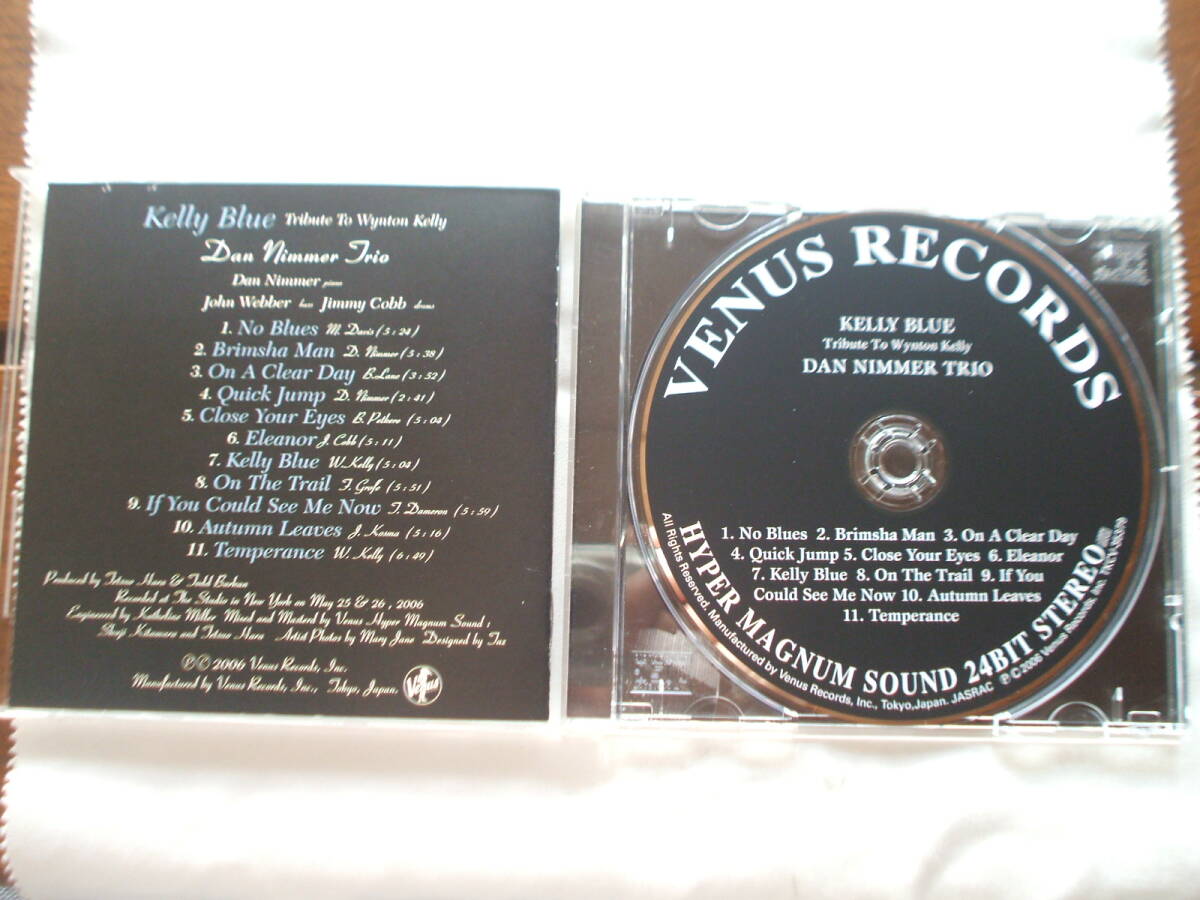 Kelly Blue Tribute To Wynton Kelly
Dan Nimmer Trio
Dan Nimmer piano
John Webber bass Jimmy Cobb drums
1. No Blues M. Davis (5:24)
2. Brimsha Man D. Nimmer (5:38)
3. On A Clear Day B. Lane (3:52)
4. Quick Jump D. Nimmer (2:41)
5. Close Your Eyes B. Pethere (5:04)
6. Eleanor J. Cobb (5:11)
7. Kelly Blue W. Kelly (5:04)
8. On The Trail F. Grofe (5:51)
9. If You Could See Me Now T. Dameron (5:59)
10. Autumn Leaves J. Kosma (5:16)
11. Temperance W. Kelly (6:49)
Produced by Tetsuo Hara & Todd Barkan
Recorded at The Studio in New York on May 25 & 26, 2006
Engineered by Katherine Miller Mixed and Masterd by Venus Hyper Magnum Sound:
Shuji Kitamura and Tetsuo Hara Artist Photos by Mary Jane Designed by Taz
ⓅⒸ 2006 Venus Records, Inc.
Manufactured by Venus Records, Inc., Tokyo, Japan.
Venus
VENUS RECORDS
KELLY BLUE
Tribute To Wynton Kelly
DAN NIMMER TRIO
1. No Blues 2. Brimsha Man 3. On A Clear Day
4. Quick Jump 5. Close Your Eyes 6. Eleanor
7. Kelly Blue 8. On The Trail 9. If You
Could See Me Now 10. Autumn Leaves
11. Temperance
HYPER MAGNUM SOUND 24BIT STEREO
All Rights Reserved. Manufactured by Venus Records, Inc., Tokyo, Japan. JASRAC ⓅⒸ 2006 Venus Records, Inc.